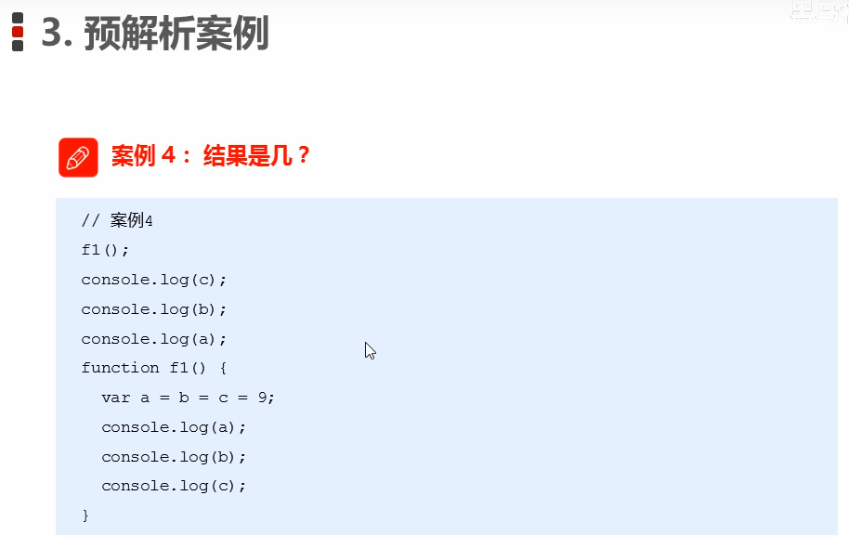 3. 预解析案例
案例 4： 结果是几？
// 案例4
f1();
console.log(c);
console.log(b);
console.log(a);
function f1() {
  var a = b = c = 9;
  console.log(a);
  console.log(b);
  console.log(c);
}